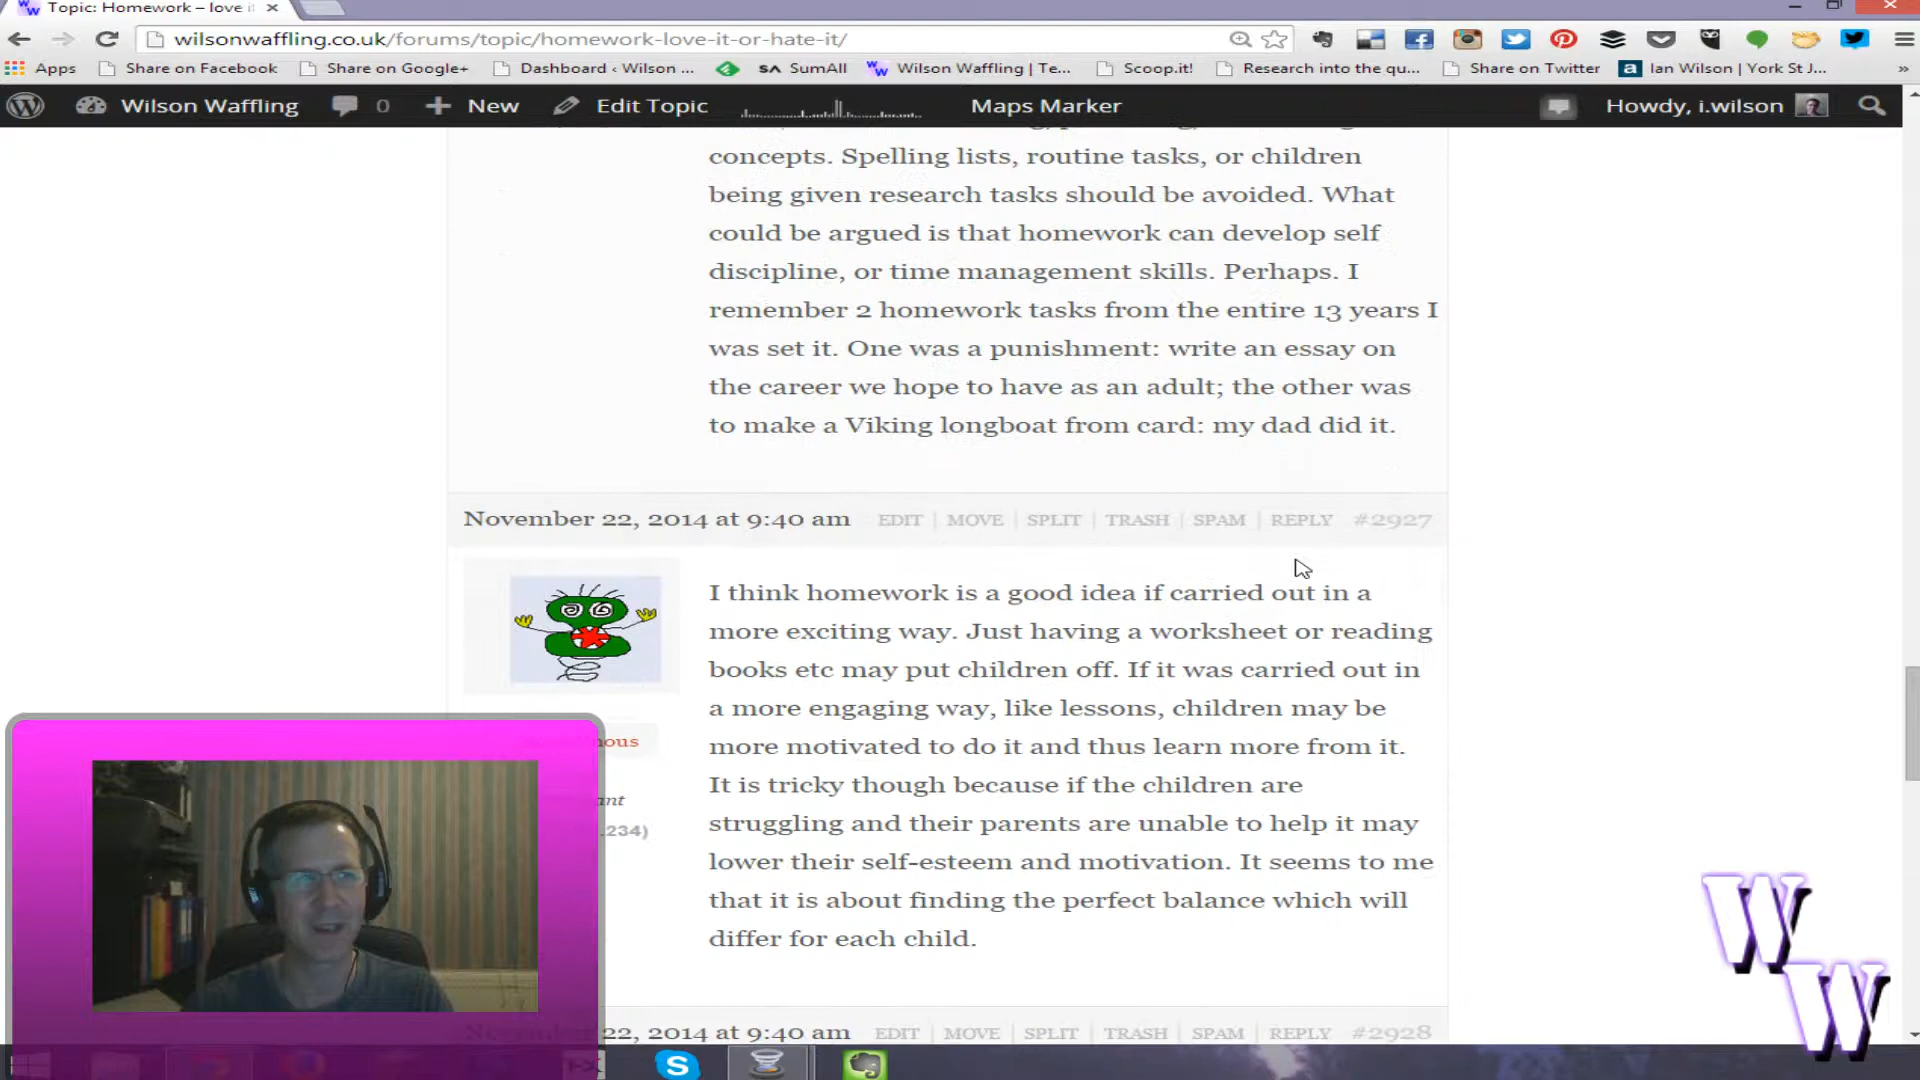 Topic: Homework – love i
wilsonwaffling.co.uk/forums/topic/homework-love-it-or-hate-it/
Apps Share on Facebook Share on Google+ Dashboard ‹ Wilson ... SumAll Wilson Waffling | Te... Scoop.it! Research into the qu... Share on Twitter Ian Wilson | York St J... »
Wilson Waffling 0 New Edit Topic Maps Marker Howdy, i.wilson
concepts. Spelling lists, routine tasks, or children
being given research tasks should be avoided. What
could be argued is that homework can develop self
discipline, or time management skills. Perhaps. I
remember 2 homework tasks from the entire 13 years I
was set it. One was a punishment: write an essay on
the career we hope to have as an adult; the other was
to make a Viking longboat from card: my dad did it.
November 22, 2014 at 9:40 am EDIT | MOVE | SPLIT | TRASH | SPAM | REPLY #2927
I think homework is a good idea if carried out in a
more exciting way. Just having a worksheet or reading
books etc may put children off. If it was carried out in
a more engaging way, like lessons, children may be
more motivated to do it and thus learn more from it.
It is tricky though because if the children are
struggling and their parents are unable to help it may
lower their self-esteem and motivation. It seems to me
that it is about finding the perfect balance which will
differ for each child.
nous
ant
.234)
22, 2014 at 9:40 am EDIT | MOVE | SPLIT | TRASH | SPAM | REPLY #2928
WW